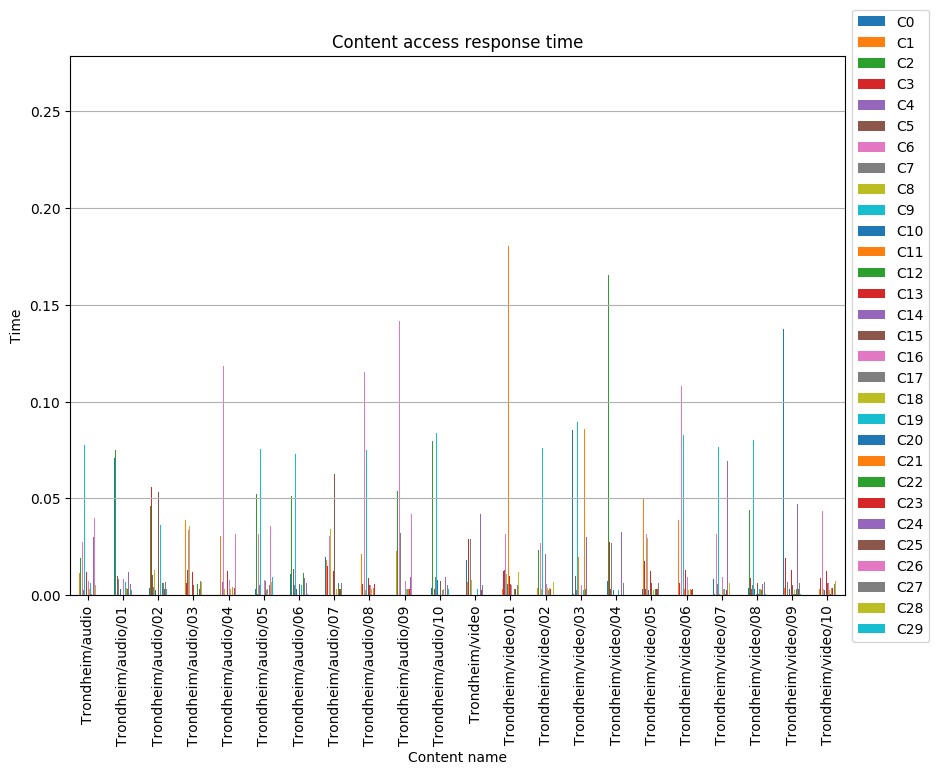 Content access response time
Time
0.25
0.20
0.15
0.10
0.05
0.00
Trondheim/audio
Trondheim/audio/01
Trondheim/audio/02
Trondheim/audio/03
Trondheim/audio/04
Trondheim/audio/05
Trondheim/audio/06
Trondheim/audio/07
Trondheim/audio/08
Trondheim/audio/09
Trondheim/audio/10
Trondheim/video
Trondheim/video/01
Trondheim/video/02
Trondheim/video/03
Trondheim/video/04
Trondheim/video/05
Trondheim/video/06
Trondheim/video/07
Trondheim/video/08
Trondheim/video/09
Trondheim/video/10
Content name
C0
C1
C2
C3
C4
C5
C6
C7
C8
C9
C10
C11
C12
C13
C14
C15
C16
C17
C18
C19
C20
C21
C22
C23
C24
C25
C26
C27
C28
C29